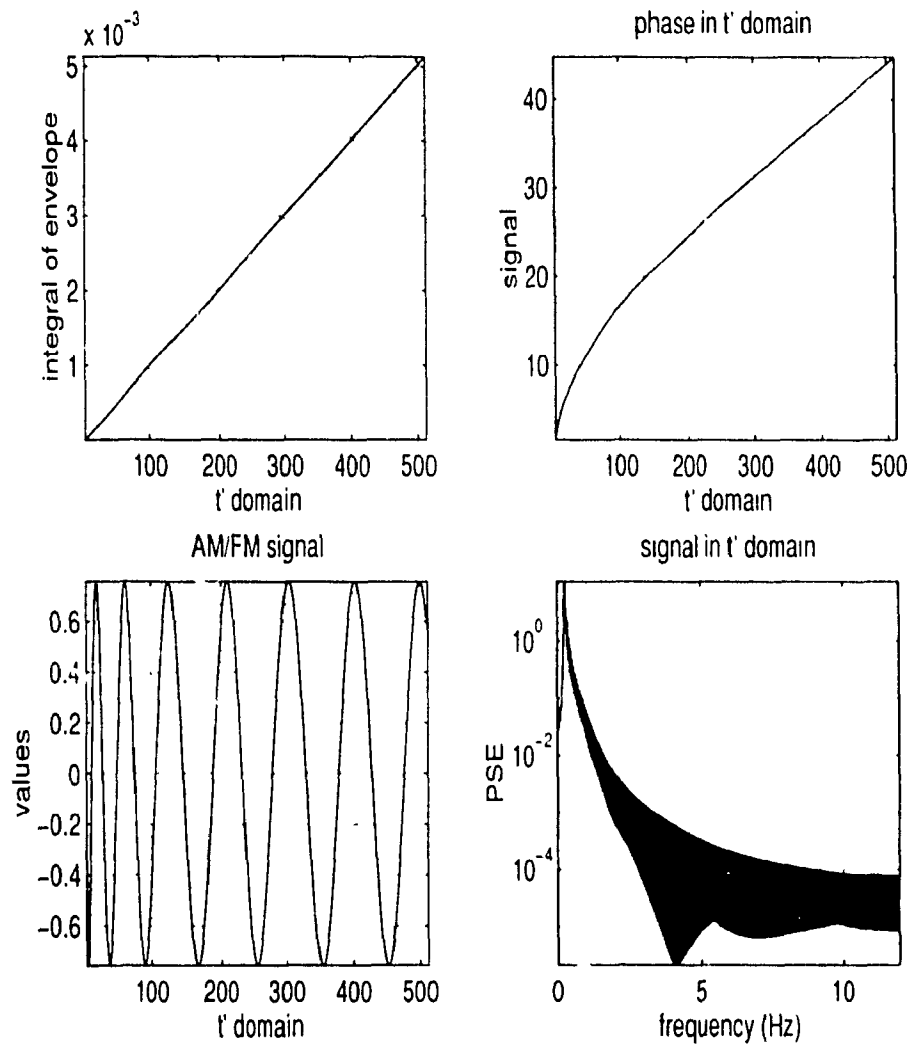 x 10⁻³
5
4
3
2
1
integral of envelope
100 200 300 400 500
t' domain
phase in t' domain
40
30
20
10
signal
100 200 300 400 500
t' domain
AM/FM signal
0.6
0.4
0.2
0
−0.2
−0.4
−0.6
values
100 200 300 400 500
t' domain
signal in t' domain
10⁰
10⁻²
10⁻⁴
PSE
0 5 10
frequency (Hz)